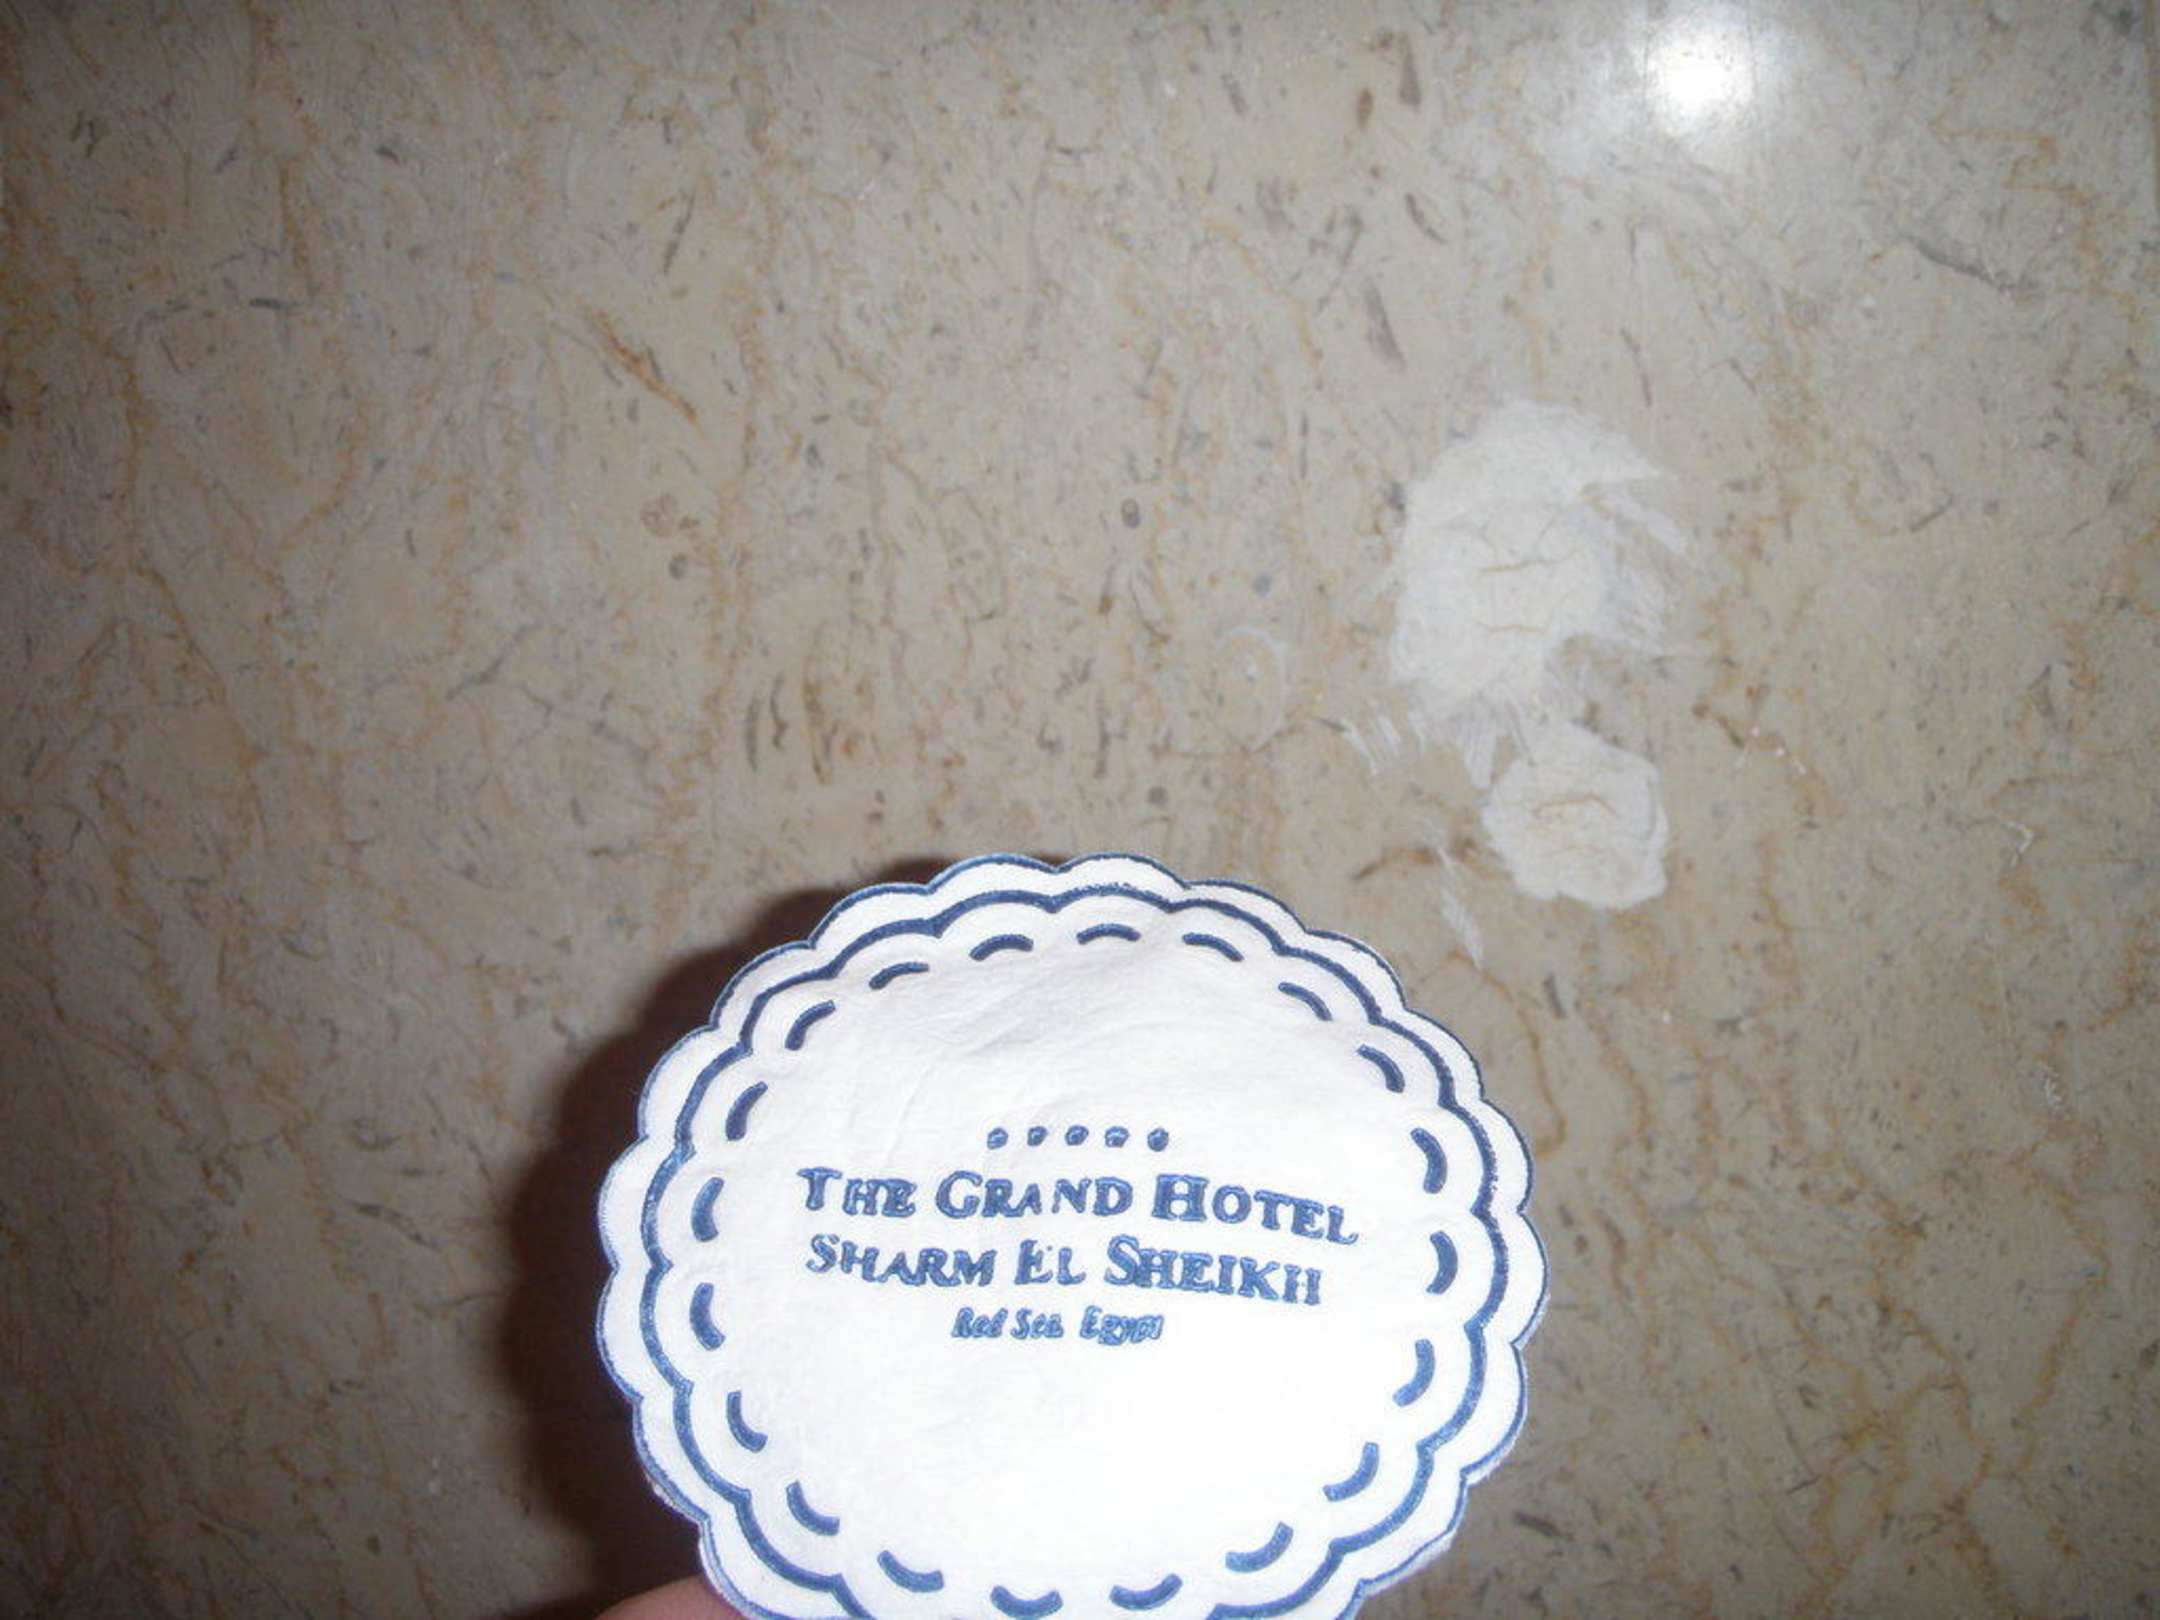 THE GRAND HOTEL
SHARM EL SHEIKH
Red Sea Egypt